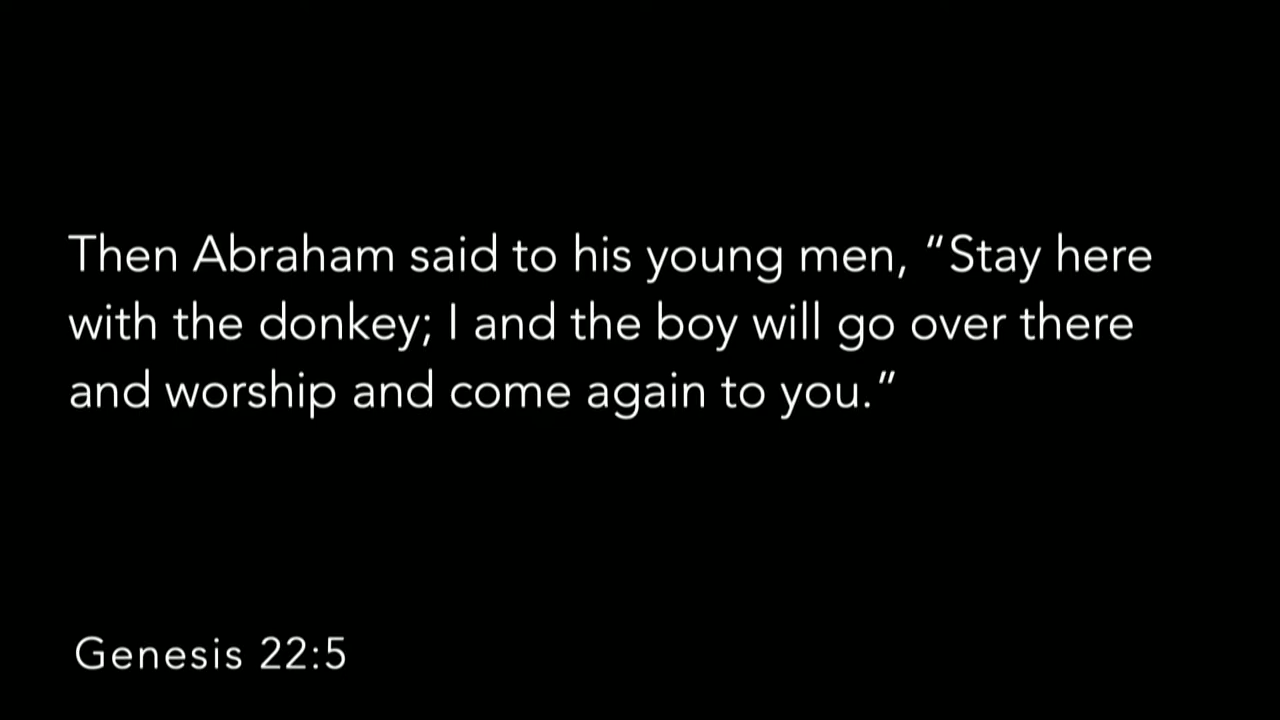 Then Abraham said to his young men, “Stay here
with the donkey; I and the boy will go over there
and worship and come again to you.”
Genesis 22:5